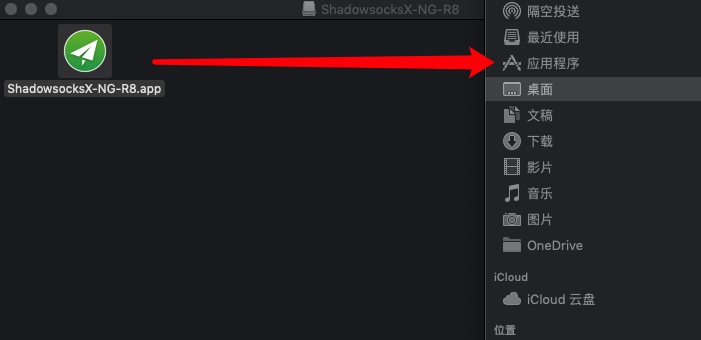 ShadowsocksX-NG-R8
ShadowsocksX-NG-R8.app
隔空投送
最近使用
应用程序
桌面
文稿
下载
影片
音乐
图片
OneDrive
iCloud
iCloud 云盘
位置